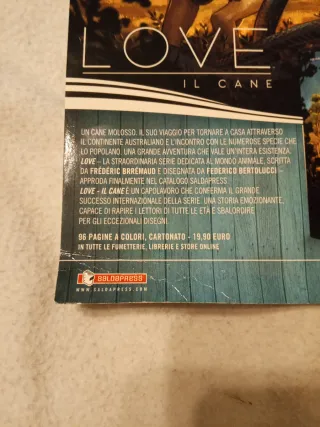 LOVE
IL CANE
UN CANE MOLOSSO. IL SUO VIAGGIO PER TORNARE A CASA ATTRAVERSO
IL CONTINENTE AUSTRALIANO E L'INCONTRO CON LE NUMEROSE SPECIE CHE
LO POPOLANO. UNA GRANDE AVVENTURA CHE VALE UN'INTERA ESISTENZA.
LOVE – LA STRAORDINARIA SERIE DEDICATA AL MONDO ANIMALE, SCRITTA
DA FRÉDÉRIC BRRÉMAUD E DISEGNATA DA FEDERICO BERTOLUCCI –
APPRODA FINALMENTE NEL CATALOGO SALDAPRESS.
LOVE - IL CANE È UN CAPOLAVORO CHE CONFERMA IL GRANDE
SUCCESSO INTERNAZIONALE DELLA SERIE. UNA STORIA EMOZIONANTE,
CAPACE DI RAPIRE I LETTORI DI TUTTE LE ETÀ E SBALORDIRE
PER GLI ECCEZIONALI DISEGNI.
96 PAGINE A COLORI, CARTONATO - 19,90 EURO
IN TUTTE LE FUMETTERIE, LIBRERIE E STORE ONLINE
SALDAPRESS
WWW.SALDAPRESS.COM